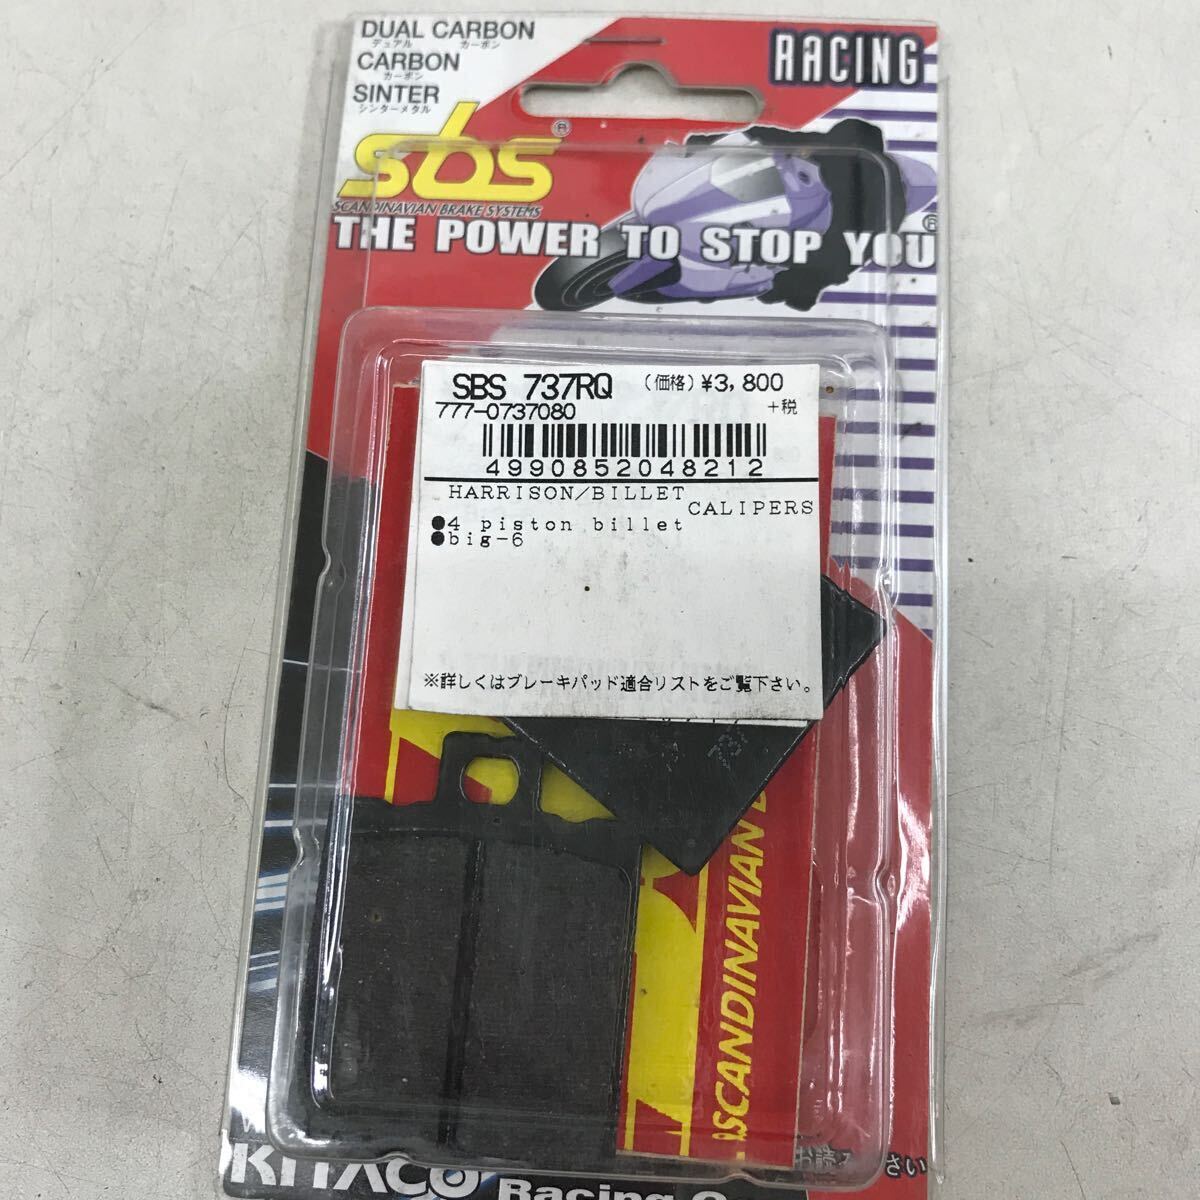 DUAL CARBON
デュアル カーボン
CARBON
カーボン
SINTER
シンターメタル
RACING
sbs®
SCANDINAVIAN BRAKE SYSTEMS
THE POWER TO STOP YOU®
SBS 737RQ (価格)¥3,800
777-0737080 +税
4990852048212
HARRISON/BILLET
CALIPERS
●4 piston billet
●big-6
※詳しくはブレーキパッド適合リストをご覧下さい。
SCANDINAVIAN
KITACO
Racing